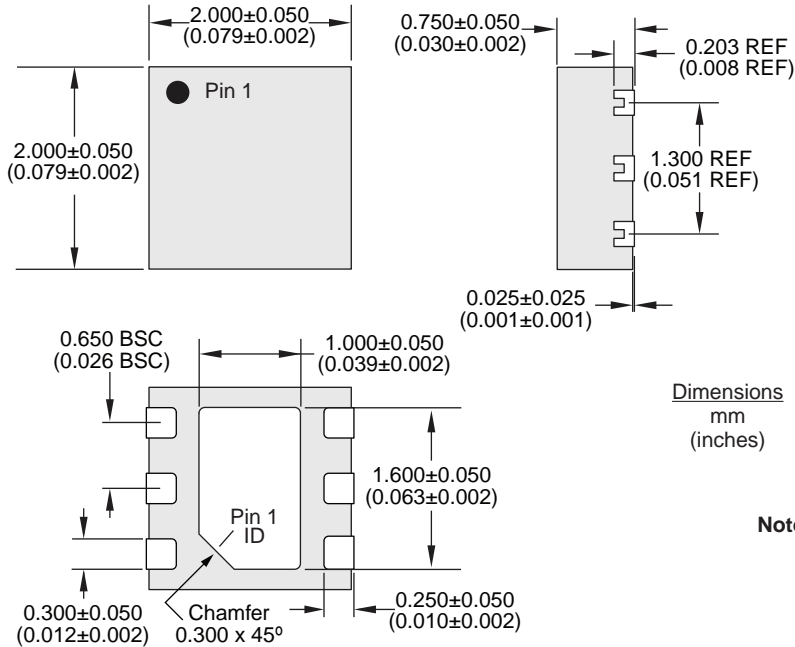 2.000±0.050
(0.079±0.002)
0.750±0.050
(0.030±0.002)
0.203 REF
(0.008 REF)
Pin 1
2.000±0.050
(0.079±0.002)
1.300 REF
(0.051 REF)
0.025±0.025
(0.001±0.001)
0.650 BSC
(0.026 BSC)
1.000±0.050
(0.039±0.002)
Dimensions
mm
(inches)
1.600±0.050
(0.063±0.002)
Pin 1
ID
Note
0.300±0.050
(0.012±0.002)
Chamfer
0.300 x 45º
0.250±0.050
(0.010±0.002)